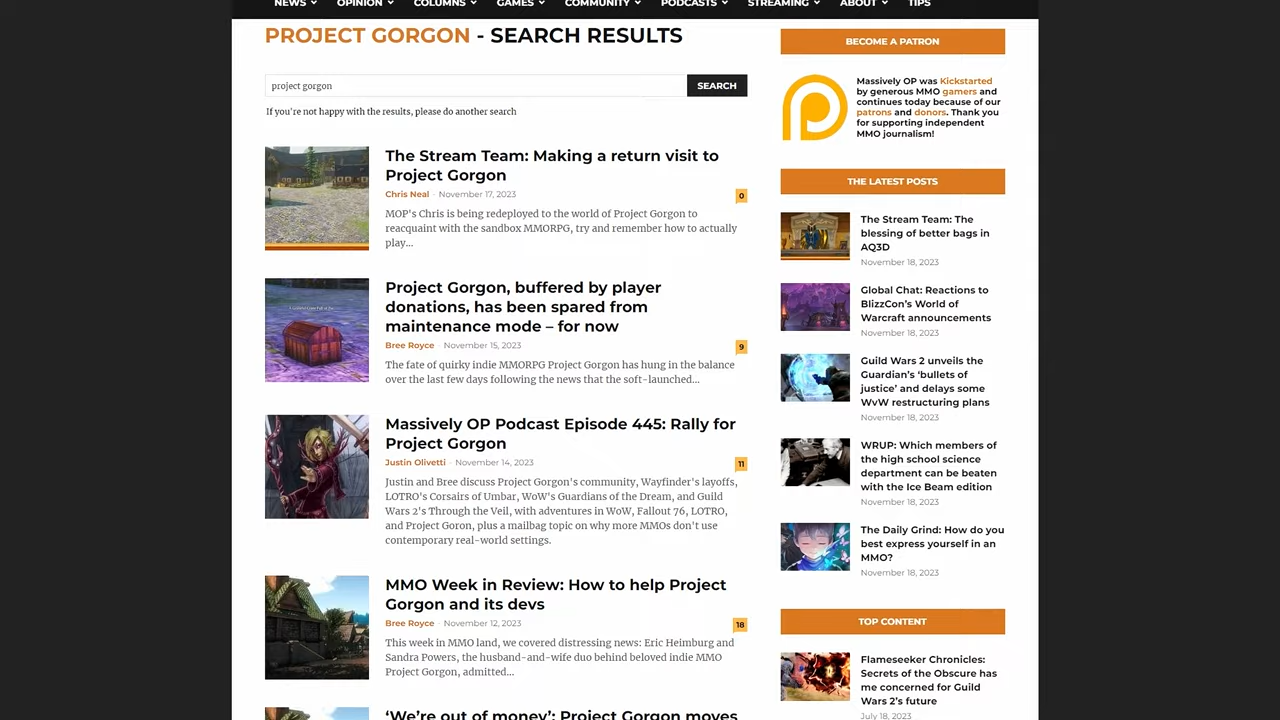 NEWS OPINION COLUMNS GAMES COMMUNITY PODCASTS STREAMING ABOUT TIPS
PROJECT GORGON - SEARCH RESULTS
project gorgon
SEARCH
If you're not happy with the results, please do another search
The Stream Team: Making a return visit to
Project Gorgon
Chris Neal - November 17, 2023
0
MOP's Chris is being redeployed to the world of Project Gorgon to
reacquaint with the sandbox MMORPG, try and remember how to actually
play...
Project Gorgon, buffered by player
donations, has been spared from
maintenance mode – for now
Bree Royce - November 15, 2023
9
The fate of quirky indie MMORPG Project Gorgon has hung in the balance
over the last few days following the news that the soft-launched...
Massively OP Podcast Episode 445: Rally for
Project Gorgon
Justin Olivetti - November 14, 2023
11
Justin and Bree discuss Project Gorgon's community, Wayfinder's layoffs,
LOTRO's Corsairs of Umbar, WoW's Guardians of the Dream, and Guild
Wars 2's Through the Veil, with adventures in WoW, Fallout 76, LOTRO,
and Project Goron, plus a mailbag topic on why more MMOs don't use
contemporary real-world settings.
MMO Week in Review: How to help Project
Gorgon and its devs
Bree Royce - November 12, 2023
18
This week in MMO land, we covered distressing news: Eric Heimburg and
Sandra Powers, the husband-and-wife duo behind beloved indie MMO
Project Gorgon, admitted...
‘We’re out of money’: Project Gorgon moves
BECOME A PATRON
Massively OP was Kickstarted
by generous MMO gamers and
continues today because of our
patrons and donors. Thank you
for supporting independent
MMO journalism!
THE LATEST POSTS
The Stream Team: The
blessing of better bags in
AQ3D
November 18, 2023
Global Chat: Reactions to
BlizzCon’s World of
Warcraft announcements
November 18, 2023
Guild Wars 2 unveils the
Guardian’s ‘bullets of
justice’ and delays some
WvW restructuring plans
November 18, 2023
WRUP: Which members of
the high school science
department can be beaten
with the Ice Beam edition
November 18, 2023
The Daily Grind: How do you
best express yourself in an
MMO?
November 18, 2023
TOP CONTENT
Flameseeker Chronicles:
Secrets of the Obscure has
me concerned for Guild
Wars 2’s future
July 18, 2023